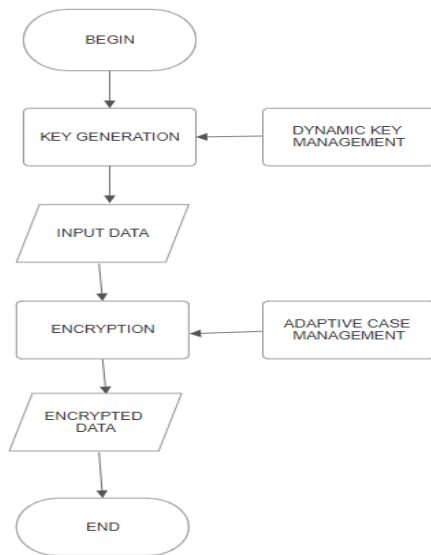 BEGIN
KEY GENERATION
DYNAMIC KEY
MANAGEMENT
INPUT DATA
ENCRYPTION
ADAPTIVE CASE
MANAGEMENT
ENCRYPTED
DATA
END